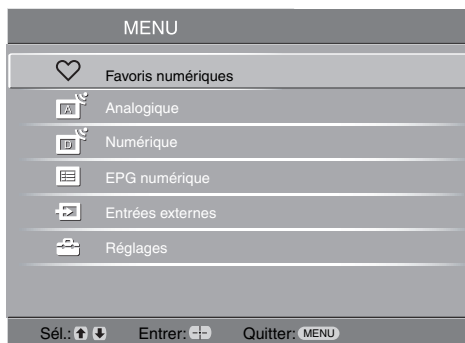 MENU
Favoris numériques
A Analogique
D Numérique
EPG numérique
Entrées externes
Réglages
Sél.: Entrer: Quitter: MENU